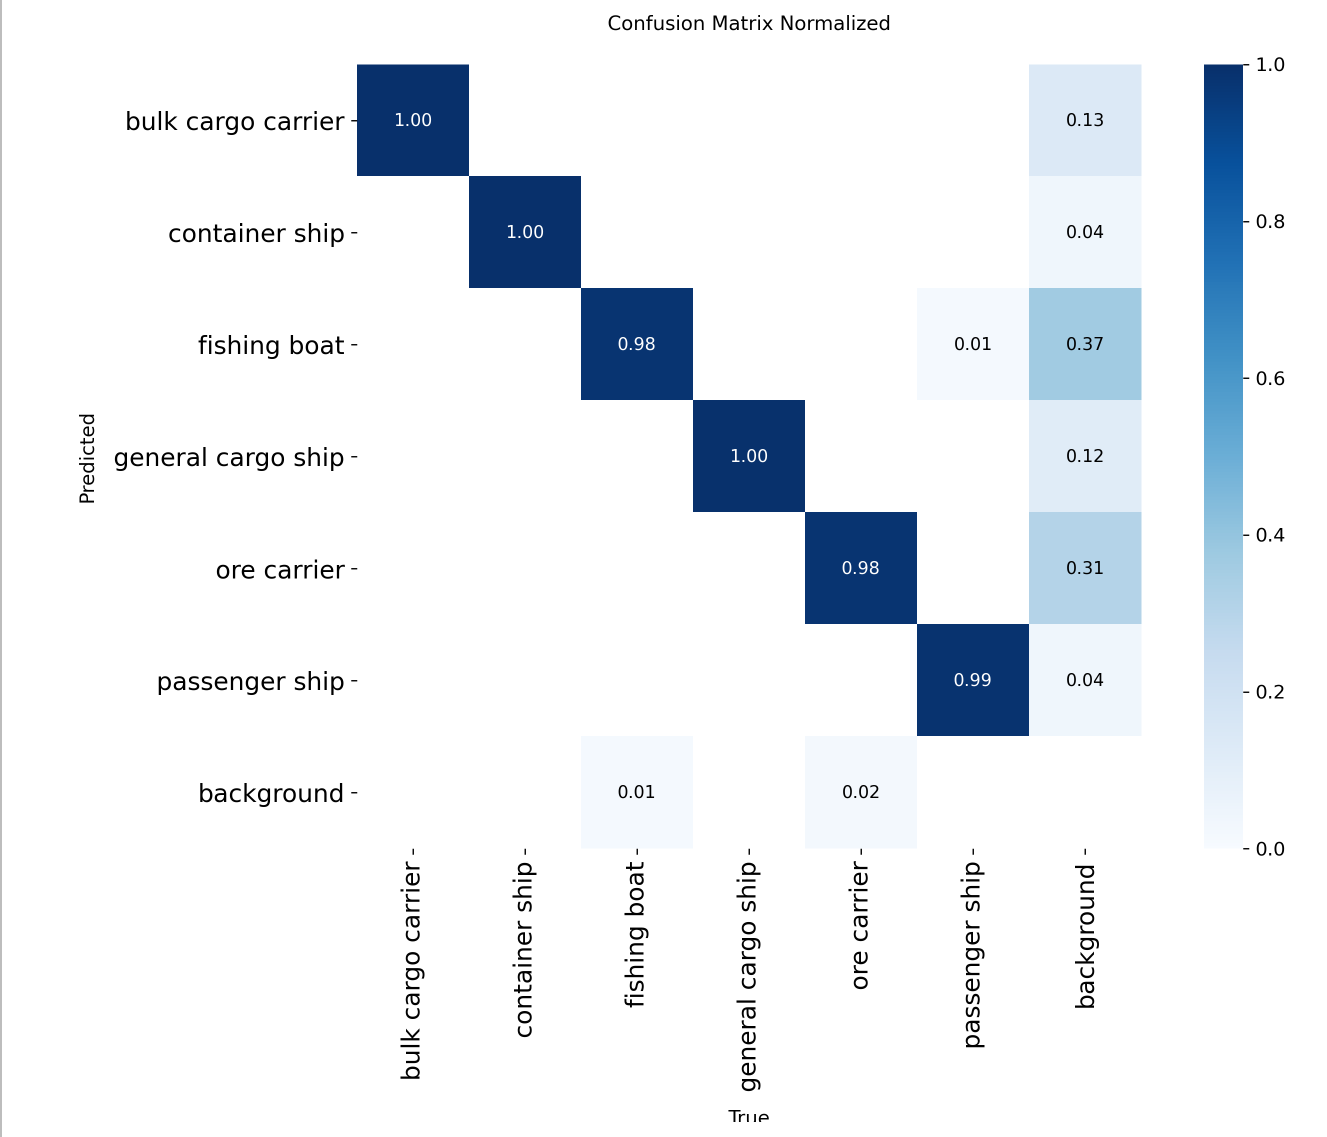 Confusion Matrix Normalized
bulk cargo carrier
1.00
0.13
1.0
container ship
1.00
0.04
0.8
fishing boat
0.98
0.01
0.37
0.6
Predicted
general cargo ship
1.00
0.12
0.4
ore carrier
0.98
0.31
passenger ship
0.99
0.04
0.2
background
0.01
0.02
0.0
bulk cargo carrier
container ship
fishing boat
general cargo ship
ore carrier
passenger ship
background
True